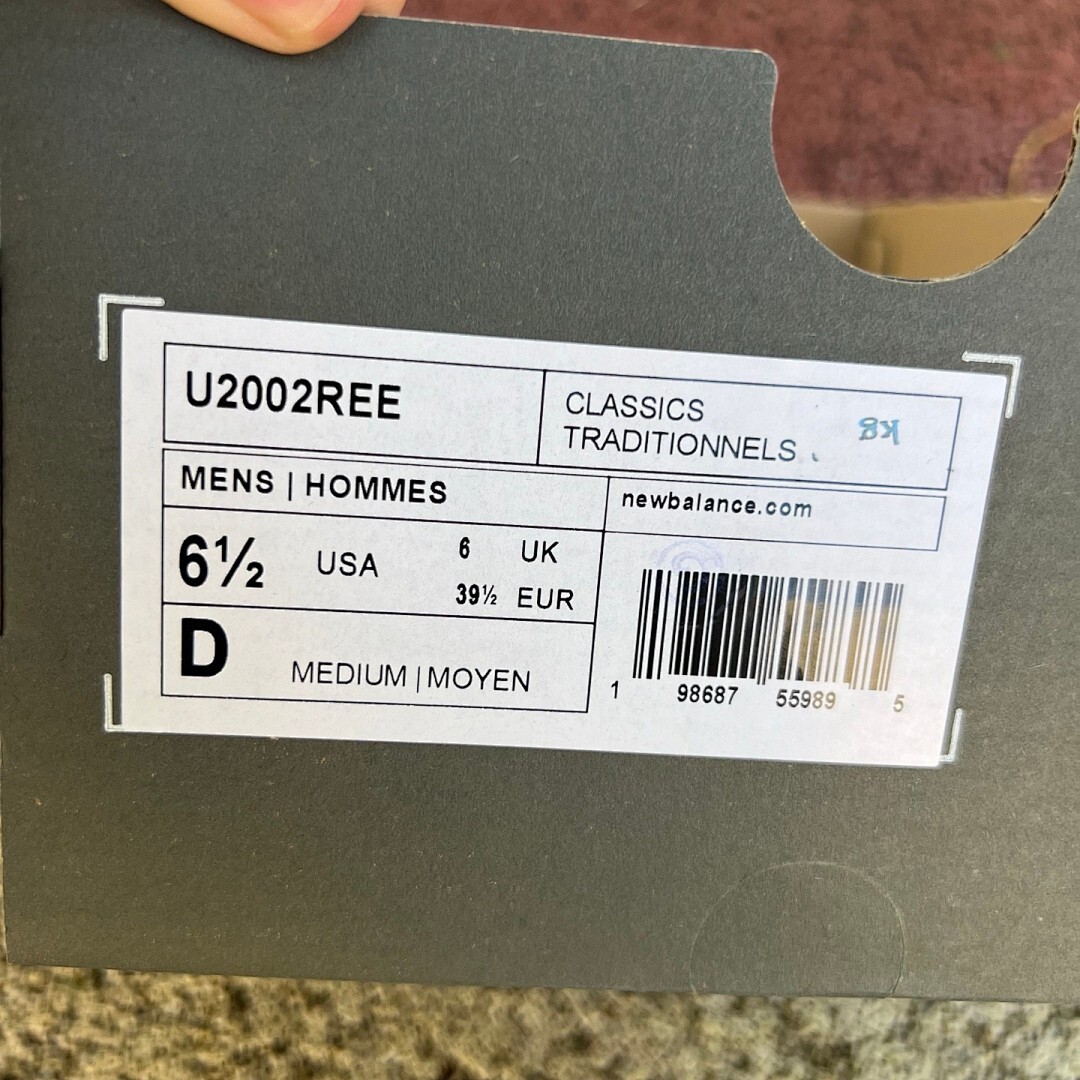 U2002REE
CLASSICS
TRADITIONNELS
MENS | HOMMES
newbalance.com
6½ USA 6 UK
39½ EUR
D MEDIUM | MOYEN
1 98687 55989 5